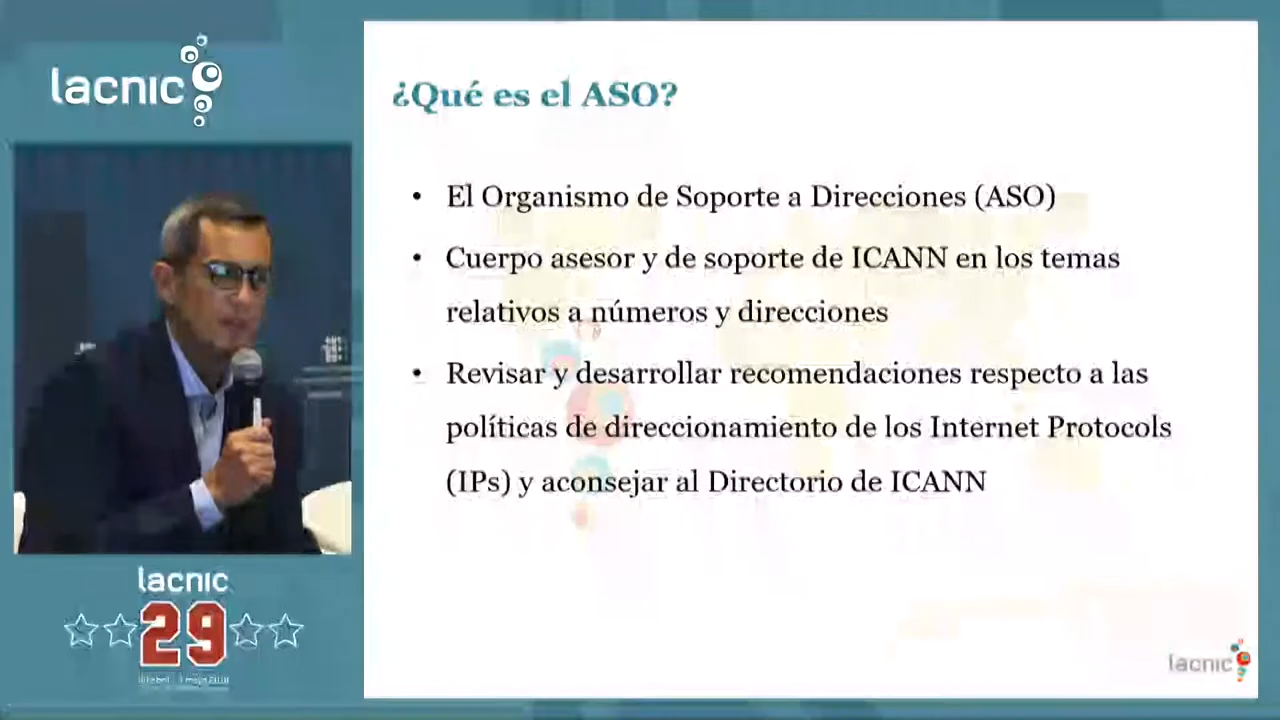 lacnic
¿Qué es el ASO?
• El Organismo de Soporte a Direcciones (ASO)
• Cuerpo asesor y de soporte de ICANN en los temas
relativos a números y direcciones
• Revisar y desarrollar recomendaciones respecto a las
políticas de direccionamiento de los Internet Protocols
(IPs) y aconsejar al Directorio de ICANN
lacnic
29
lacnic